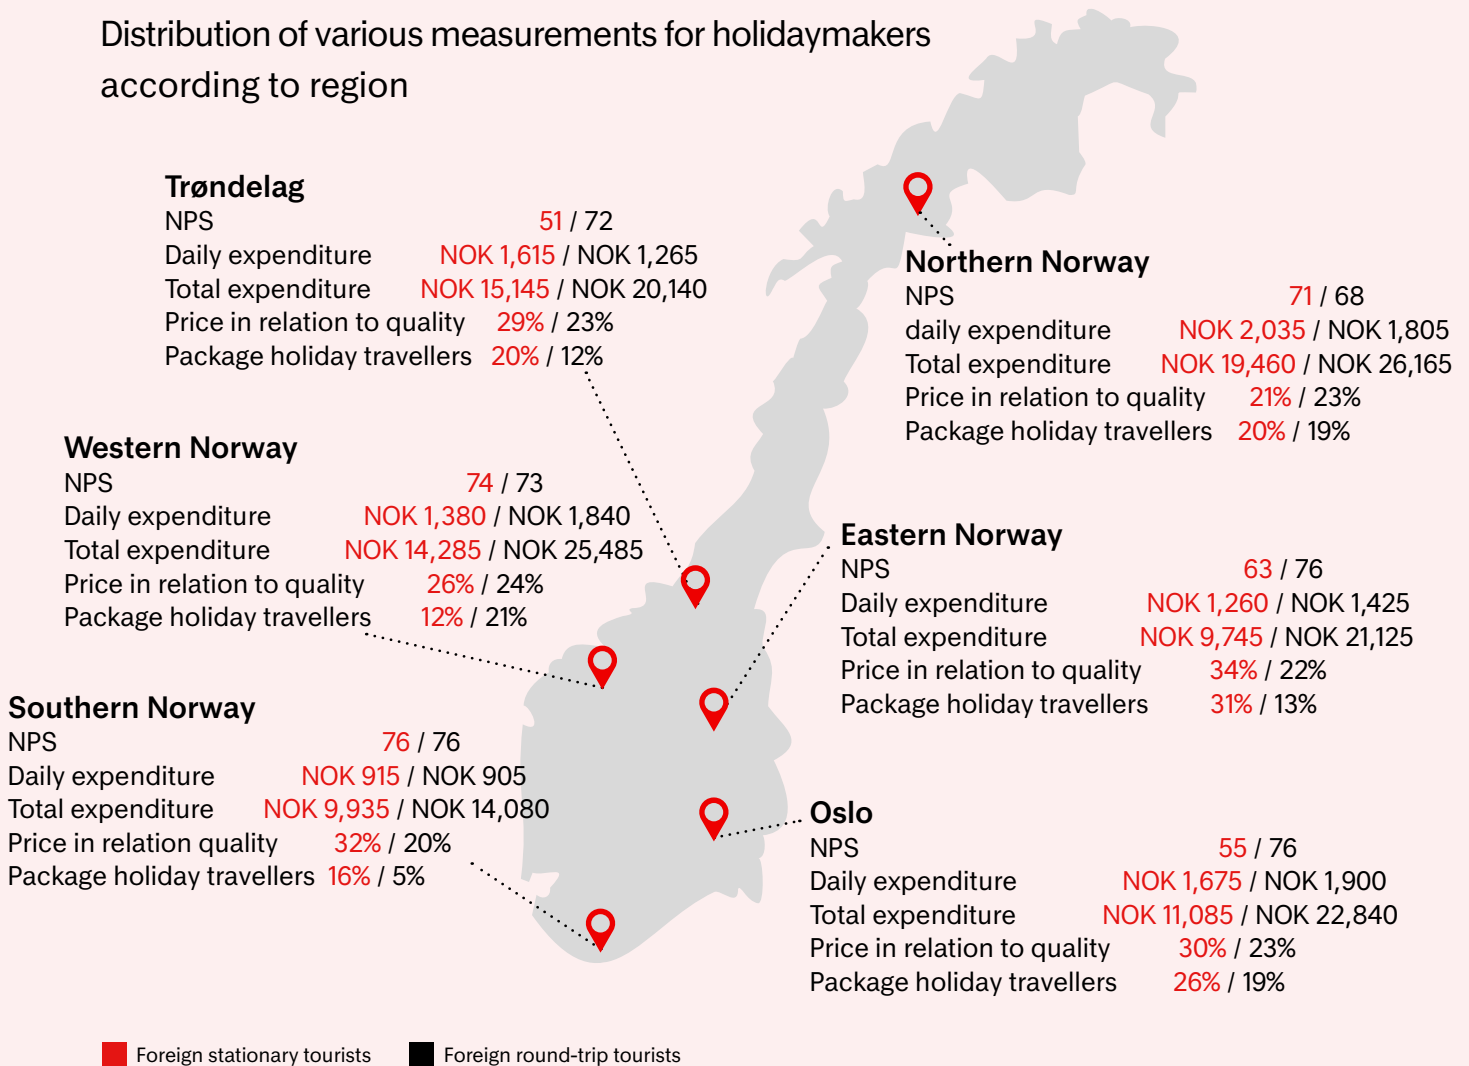 Distribution of various measurements for holidaymakers
according to region
Trøndelag
NPS 51 / 72
Daily expenditure NOK 1,615 / NOK 1,265
Total expenditure NOK 15,145 / NOK 20,140
Price in relation to quality 29% / 23%
Package holiday travellers 20% / 12%
Northern Norway
NPS 71 / 68
daily expenditure NOK 2,035 / NOK 1,805
Total expenditure NOK 19,460 / NOK 26,165
Price in relation to quality 21% / 23%
Package holiday travellers 20% / 19%
Western Norway
NPS 74 / 73
Daily expenditure NOK 1,380 / NOK 1,840
Total expenditure NOK 14,285 / NOK 25,485
Price in relation to quality 26% / 24%
Package holiday travellers 12% / 21%
Eastern Norway
NPS 63 / 76
Daily expenditure NOK 1,260 / NOK 1,425
Total expenditure NOK 9,745 / NOK 21,125
Price in relation to quality 34% / 22%
Package holiday travellers 31% / 13%
Southern Norway
NPS 76 / 76
Daily expenditure NOK 915 / NOK 905
Total expenditure NOK 9,935 / NOK 14,080
Price in relation quality 32% / 20%
Package holiday travellers 16% / 5%
Oslo
NPS 55 / 76
Daily expenditure NOK 1,675 / NOK 1,900
Total expenditure NOK 11,085 / NOK 22,840
Price in relation to quality 30% / 23%
Package holiday travellers 26% / 19%
Foreign stationary tourists Foreign round-trip tourists